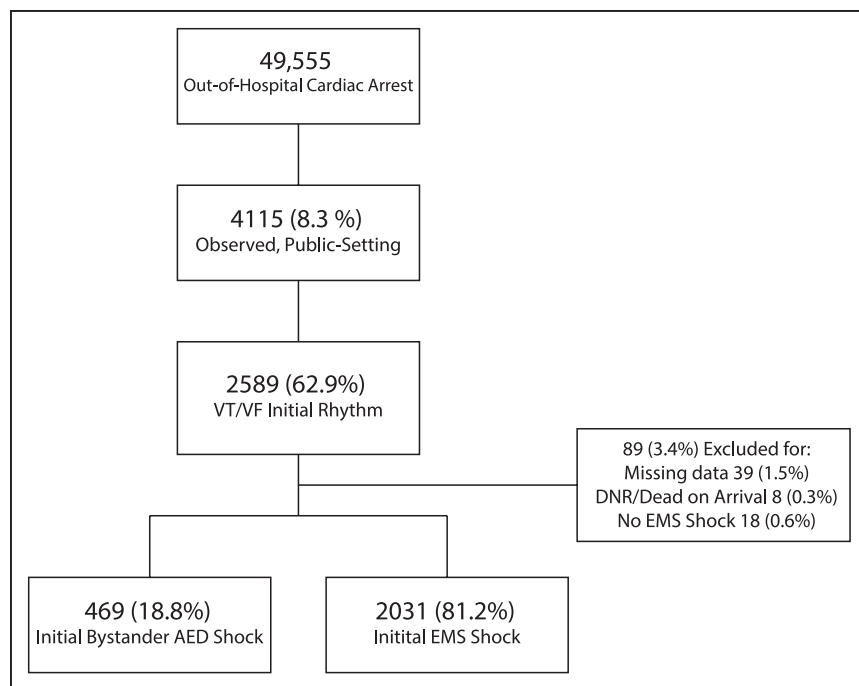 49,555
Out-of-Hospital Cardiac Arrest
4115 (8.3 %)
Observed, Public-Setting
2589 (62.9%)
VT/VF Initial Rhythm
89 (3.4%) Excluded for:
Missing data 39 (1.5%)
DNR/Dead on Arrival 8 (0.3%)
No EMS Shock 18 (0.6%)
469 (18.8%)
Initial Bystander AED Shock
2031 (81.2%)
Initital EMS Shock